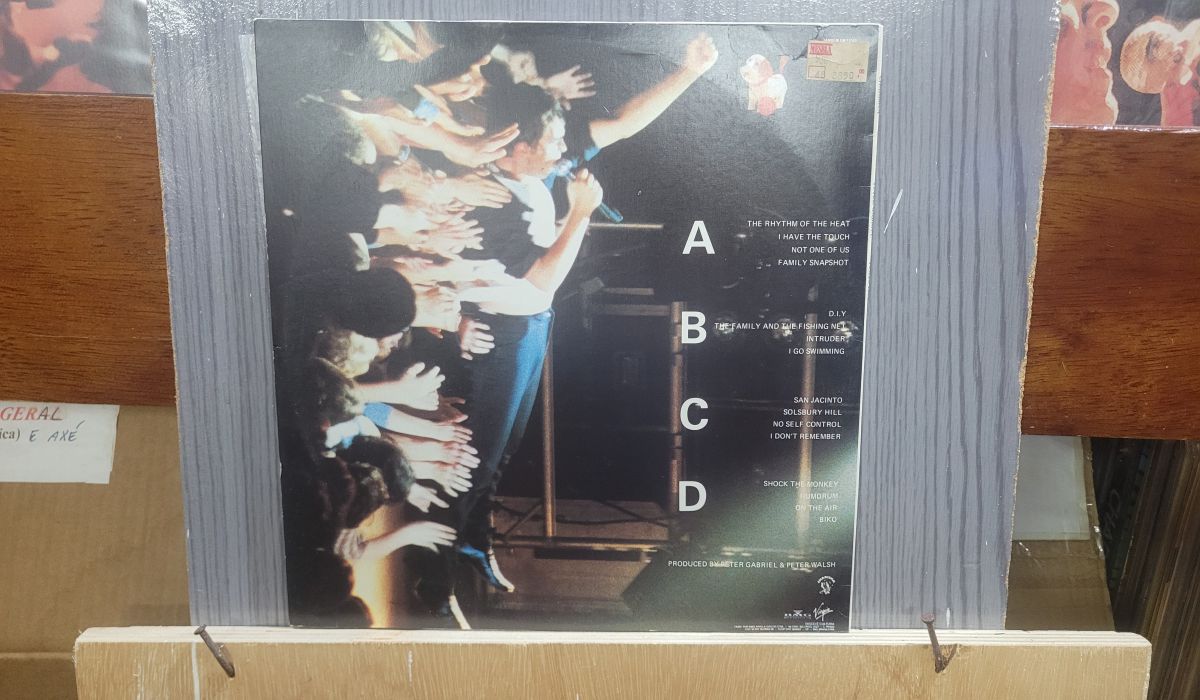 A
THE RHYTHM OF THE HEAT
I HAVE THE TOUCH
NOT ONE OF US
FAMILY SNAPSHOT
B
D.I.Y
THE FAMILY AND THE FISHING NET
INTRUDER
I GO SWIMMING
C
SAN JACINTO
SOLSBURY HILL
NO SELF CONTROL
I DON'T REMEMBER
D
SHOCK THE MONKEY
HUMDRUM
ON THE AIR
BIKO
PRODUCED BY PETER GABRIEL & PETER WALSH
BMG
Virgin
GERAL
ica) E AXÉ